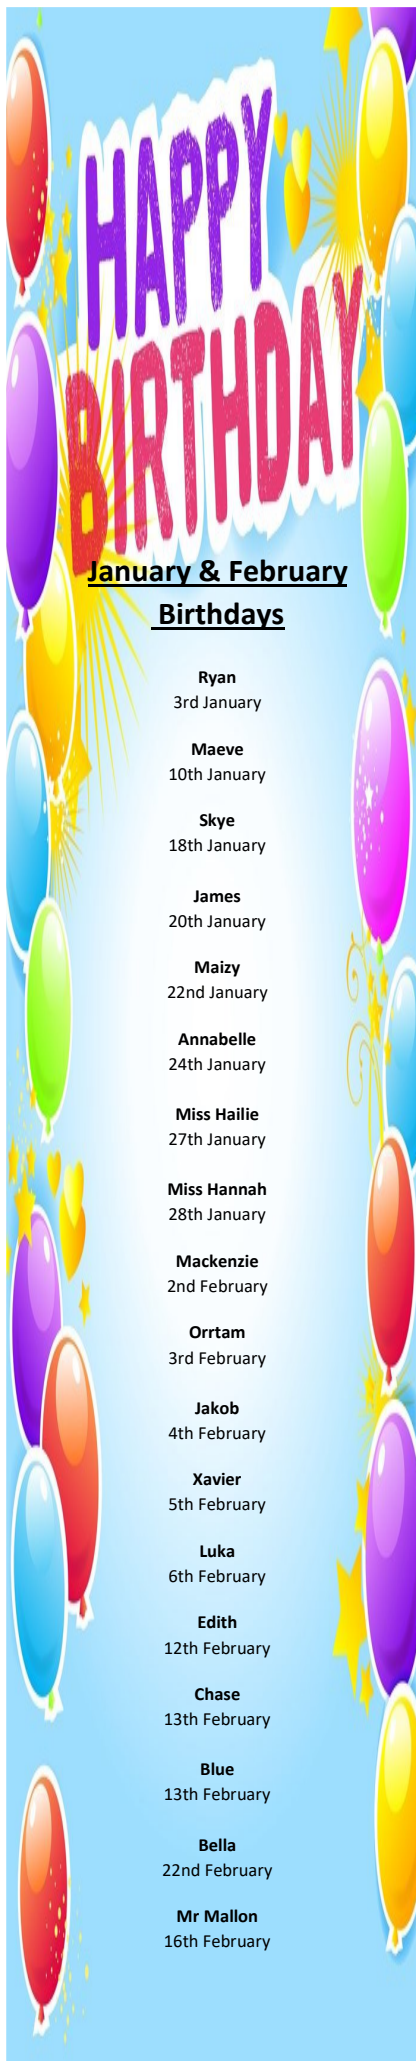 HAPPY
BIRTHDAY
January & February
Birthdays
Ryan
3rd January
Maeve
10th January
Skye
18th January
James
20th January
Maizy
22nd January
Annabelle
24th January
Miss Hailie
27th January
Miss Hannah
28th January
Mackenzie
2nd February
Orrtam
3rd February
Jakob
4th February
Xavier
5th February
Luka
6th February
Edith
12th February
Chase
13th February
Blue
13th February
Bella
22nd February
Mr Mallon
16th February